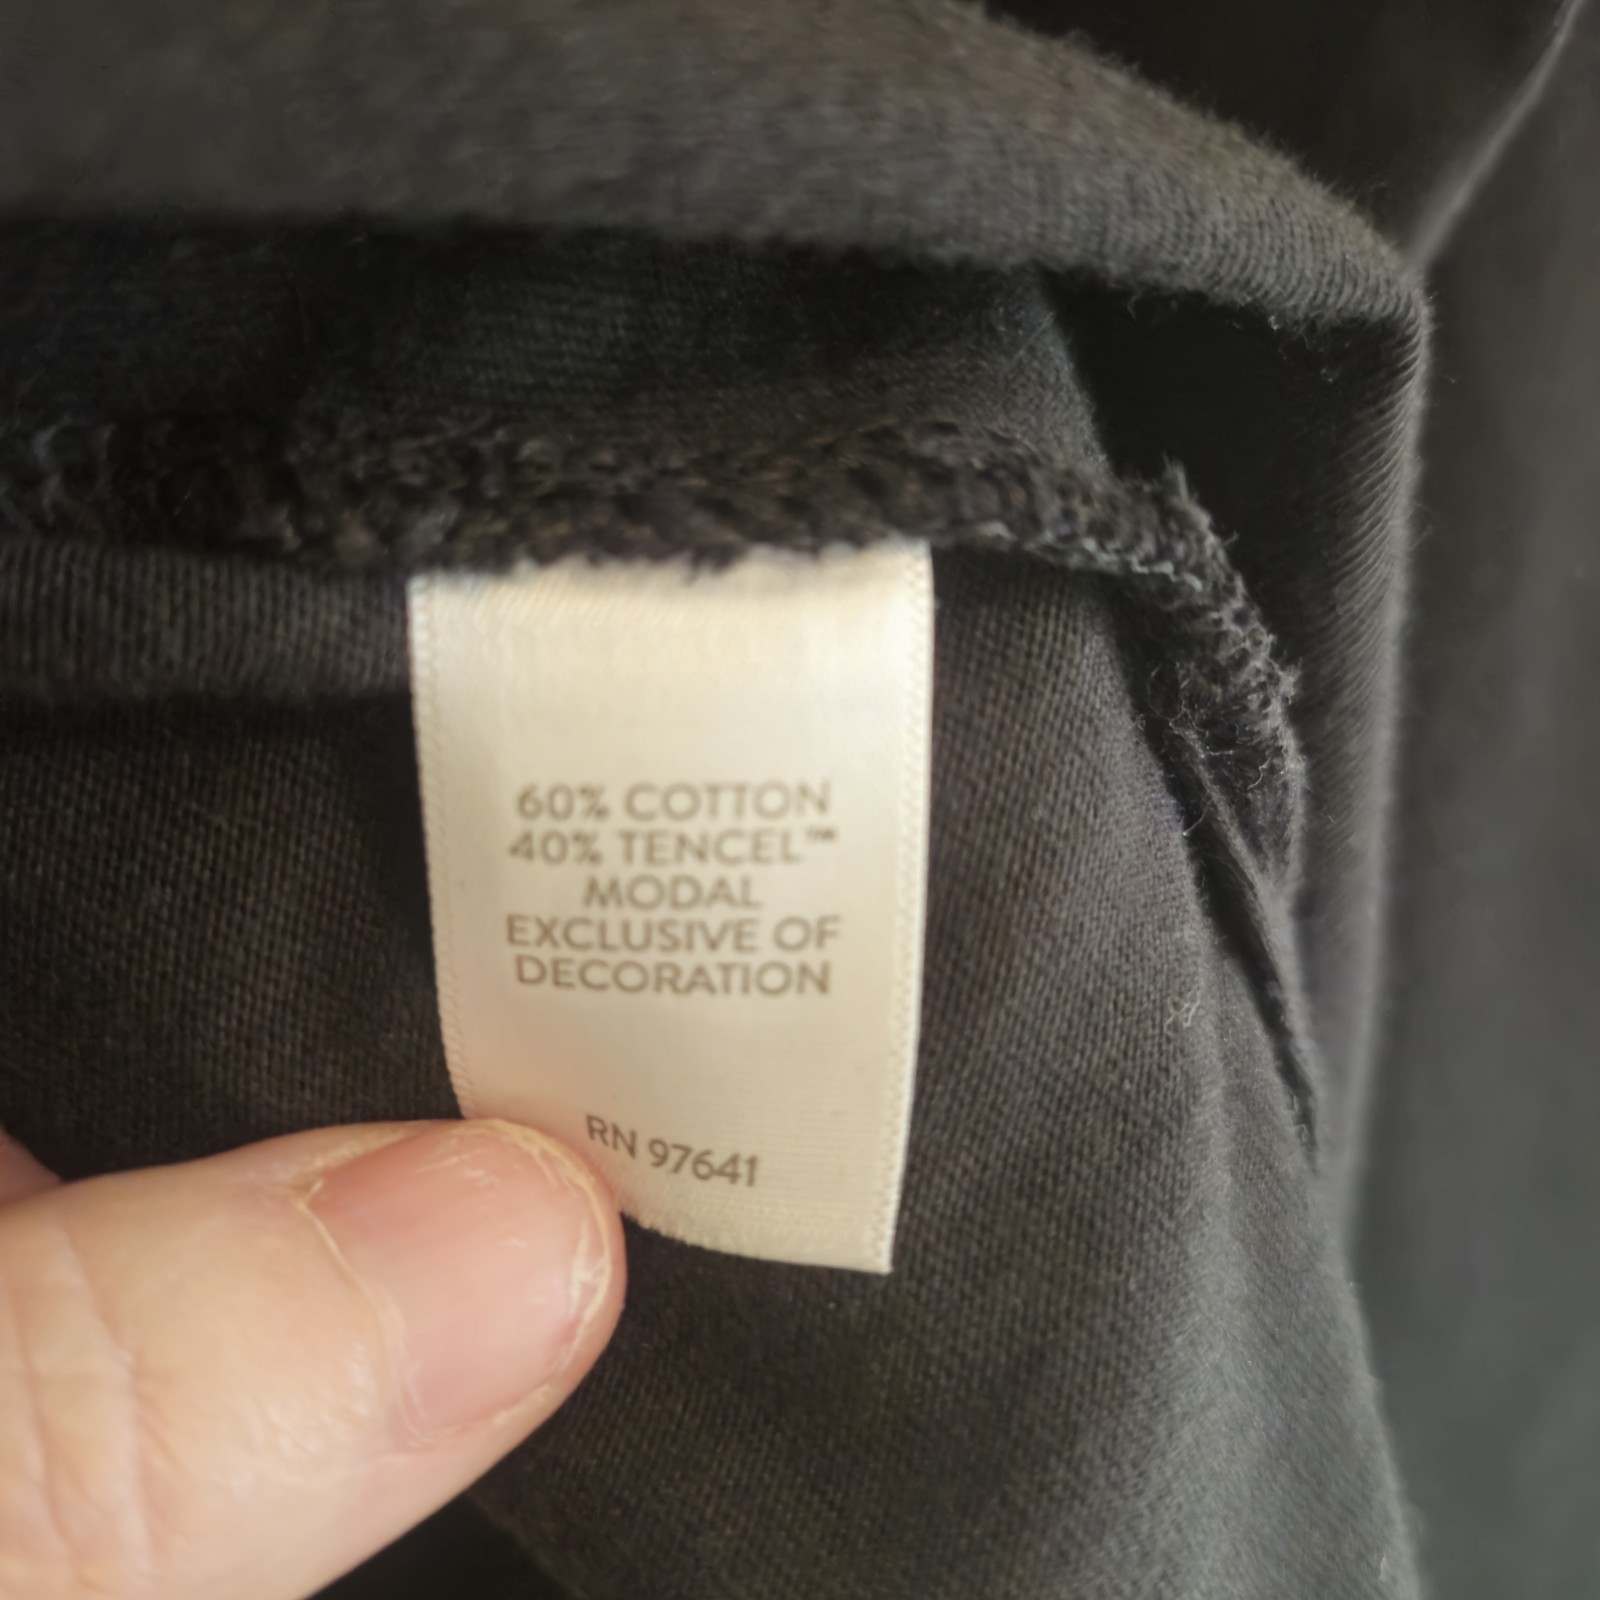 60% COTTON
40% TENCEL™
MODAL
EXCLUSIVE OF
DECORATION
RN 97641